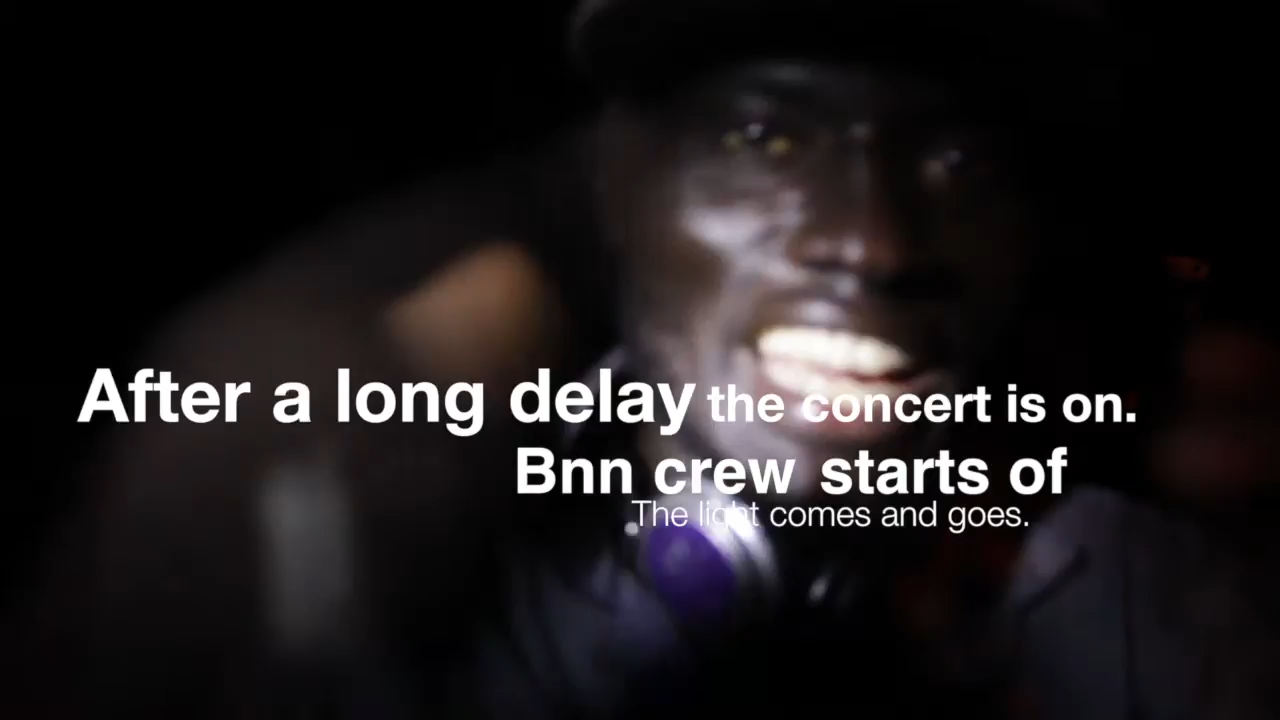 After a long delay the concert is on.
Bnn crew starts of
The light comes and goes.